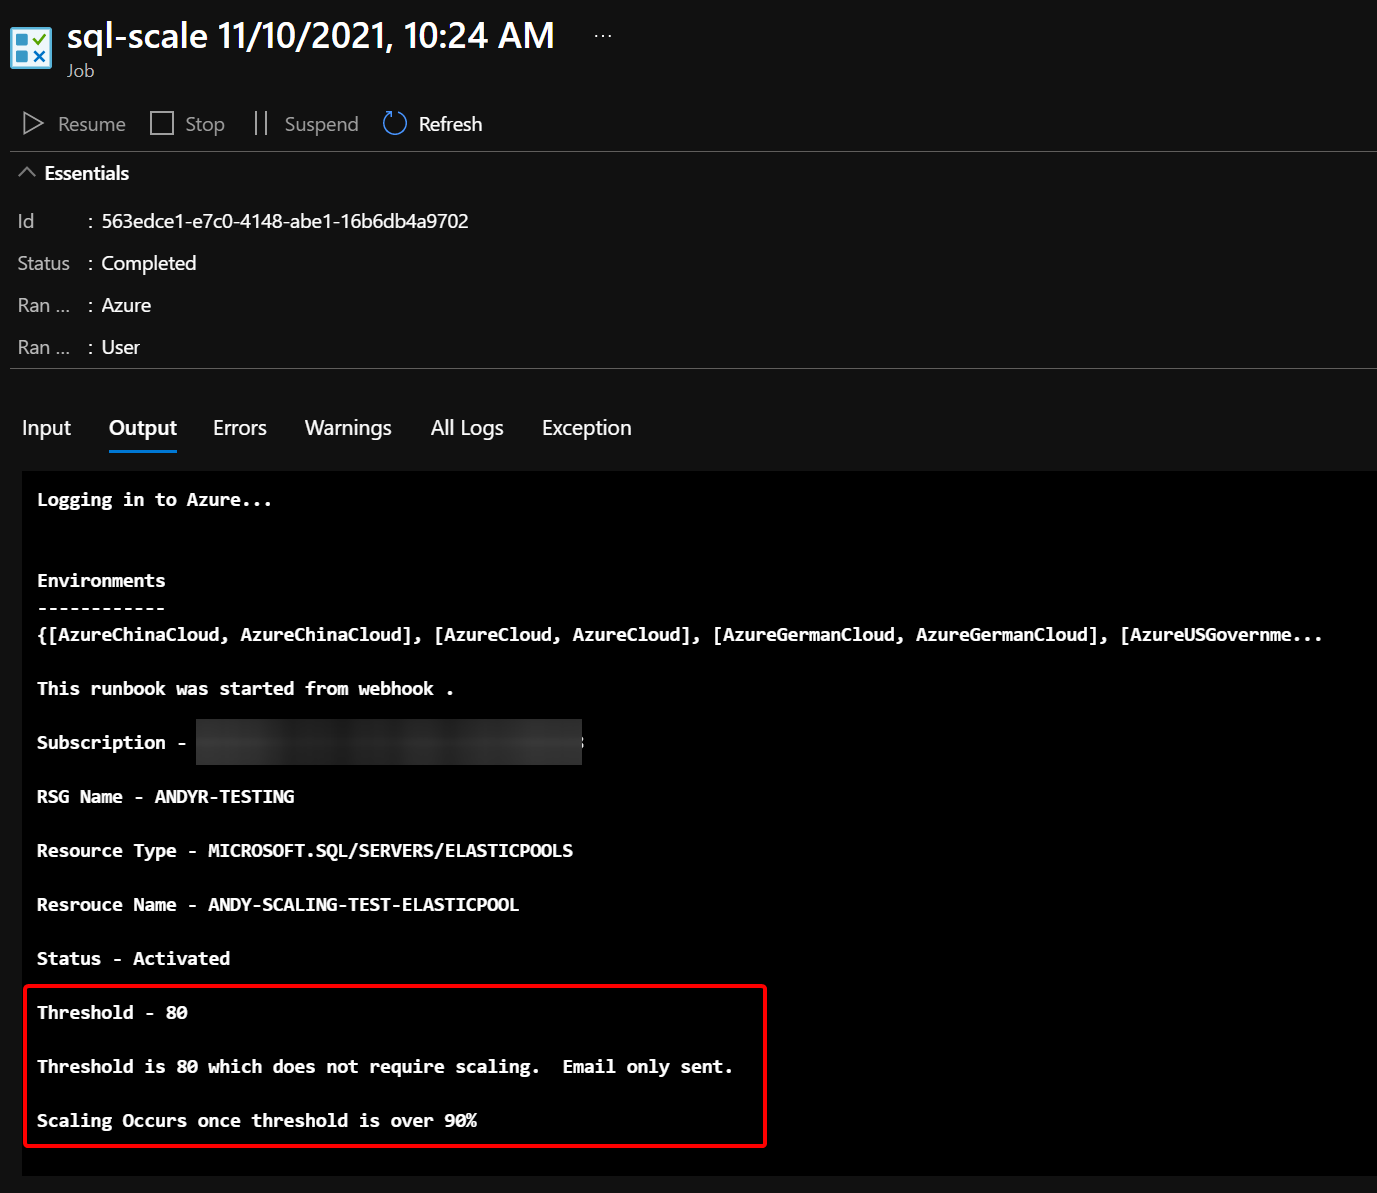 sql-scale 11/10/2021, 10:24 AM ...
Job
Resume Stop Suspend Refresh
Essentials
Id : 563edce1-e7c0-4148-abe1-16b6db4a9702
Status : Completed
Ran ... : Azure
Ran ... : User
Input Output Errors Warnings All Logs Exception
Logging in to Azure...
Environments
------------
{[AzureChinaCloud, AzureChinaCloud], [AzureCloud, AzureCloud], [AzureGermanCloud, AzureGermanCloud], [AzureUSGovernme...
This runbook was started from webhook .
Subscription -
RSG Name - ANDYR-TESTING
Resource Type - MICROSOFT.SQL/SERVERS/ELASTICPOOLS
Resrouce Name - ANDY-SCALING-TEST-ELASTICPOOL
Status - Activated
Threshold - 80
Threshold is 80 which does not require scaling.  Email only sent.
Scaling Occurs once threshold is over 90%